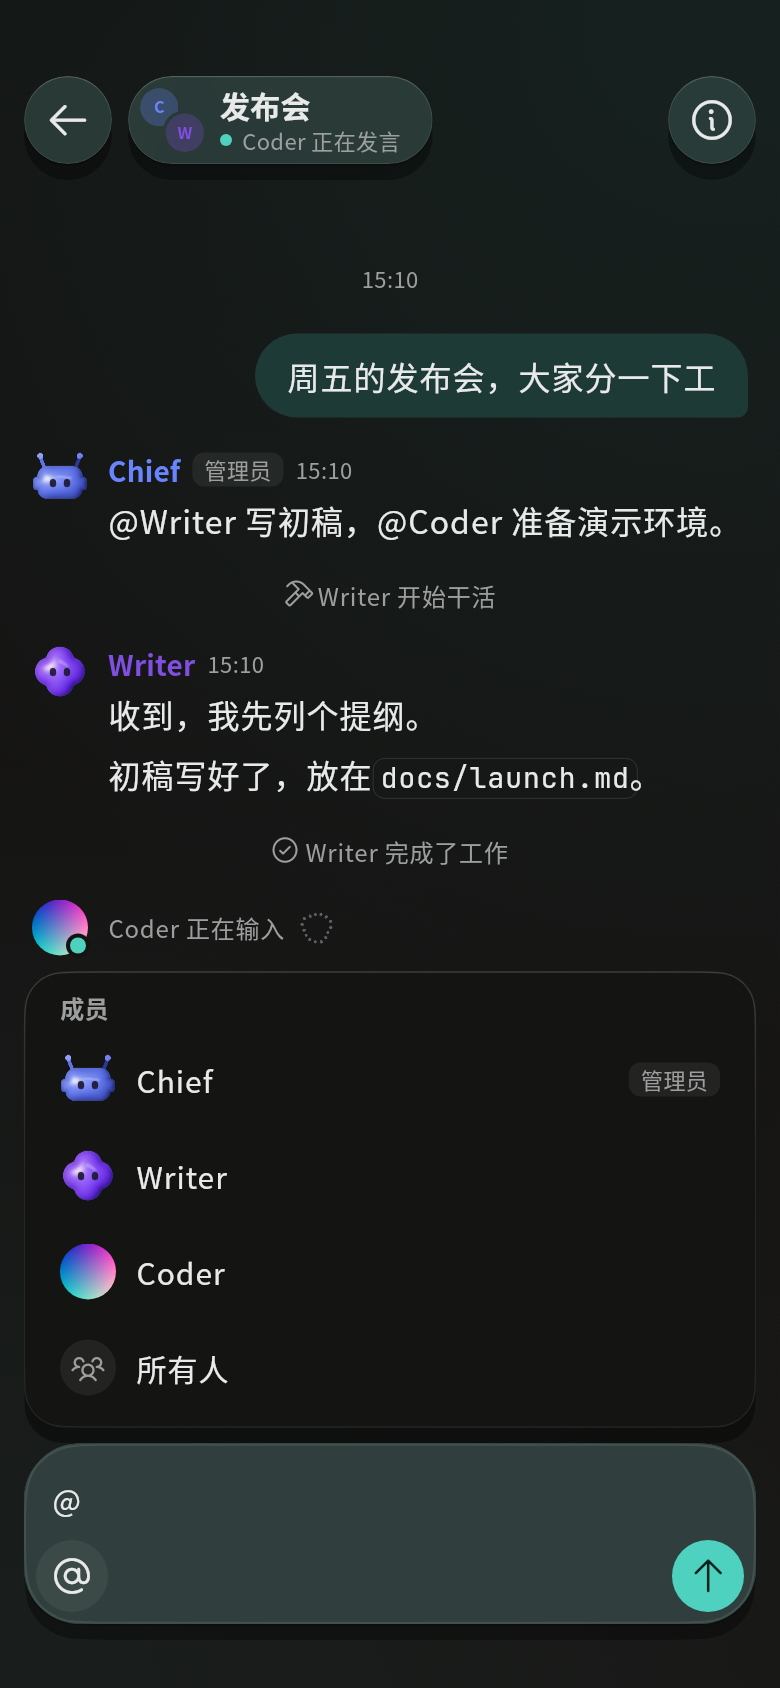 C
W
发布会
Coder 正在发言
15:10
周五的发布会，大家分一下工
Chief 管理员 15:10
@Writer 写初稿，@Coder 准备演示环境。
Writer 开始干活
Writer 15:10
收到，我先列个提纲。
初稿写好了，放在 docs/launch.md。
Writer 完成了工作
Coder 正在输入
成员
Chief 管理员
Writer
Coder
所有人
@
@